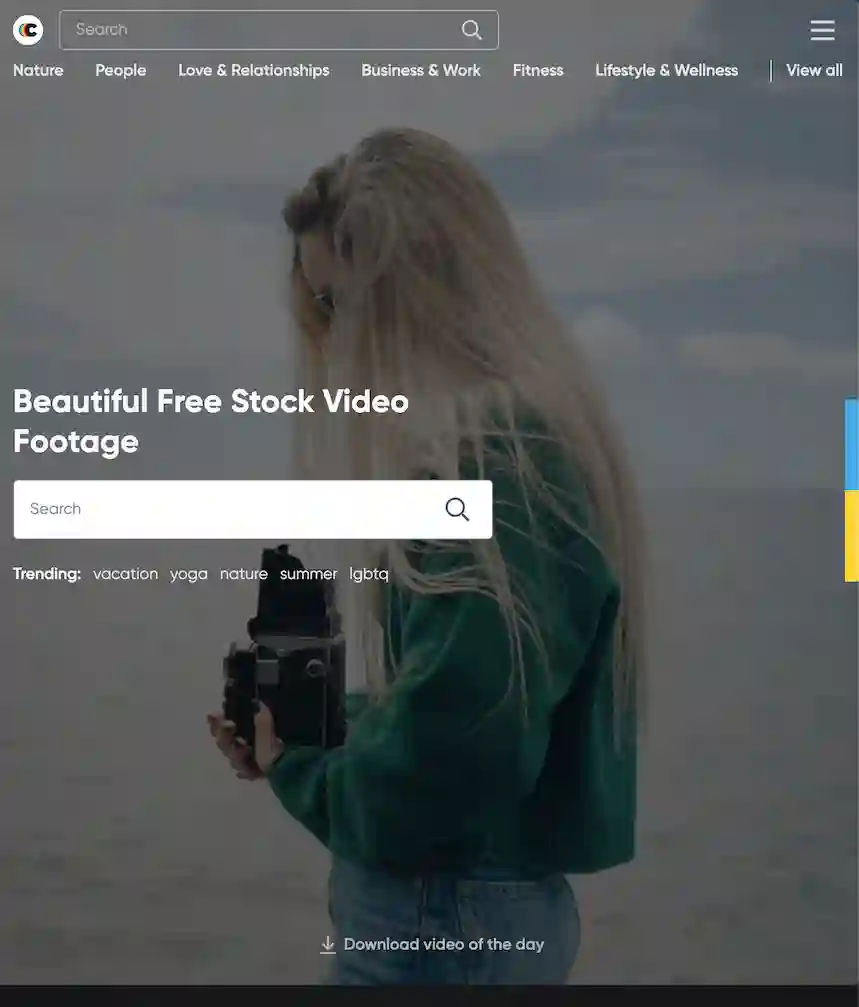 C
Search
Nature People Love & Relationships Business & Work Fitness Lifestyle & Wellness View all
Beautiful Free Stock Video
Footage
Search
Trending: vacation yoga nature summer lgbtq
Download video of the day